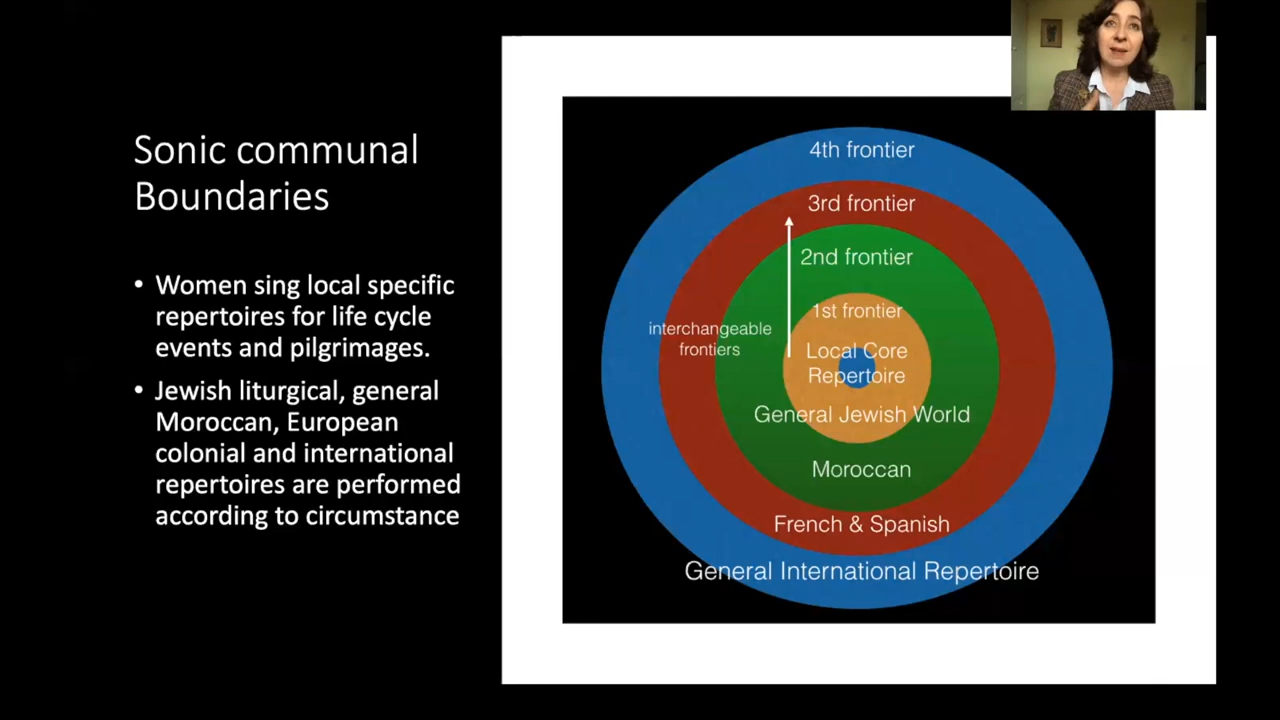 Sonic communal
Boundaries
• Women sing local specific
repertoires for life cycle
events and pilgrimages.
• Jewish liturgical, general
Moroccan, European
colonial and international
repertoires are performed
according to circumstance
4th frontier
3rd frontier
2nd frontier
1st frontier
interchangeable
frontiers
Local Core
Repertoire
General Jewish World
Moroccan
French & Spanish
General International Repertoire